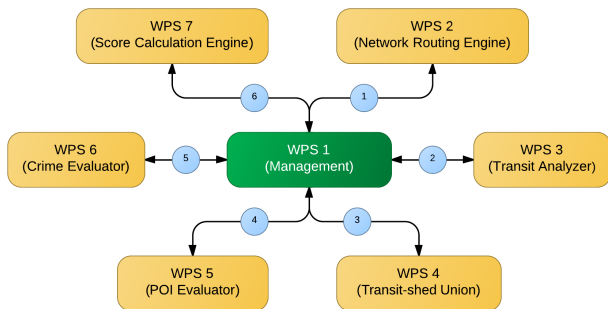 WPS 7
(Score Calculation Engine)
WPS 2
(Network Routing Engine)
6
1
WPS 6
(Crime Evaluator)
5
WPS 1
(Management)
2
WPS 3
(Transit Analyzer)
4
3
WPS 5
(POI Evaluator)
WPS 4
(Transit-shed Union)